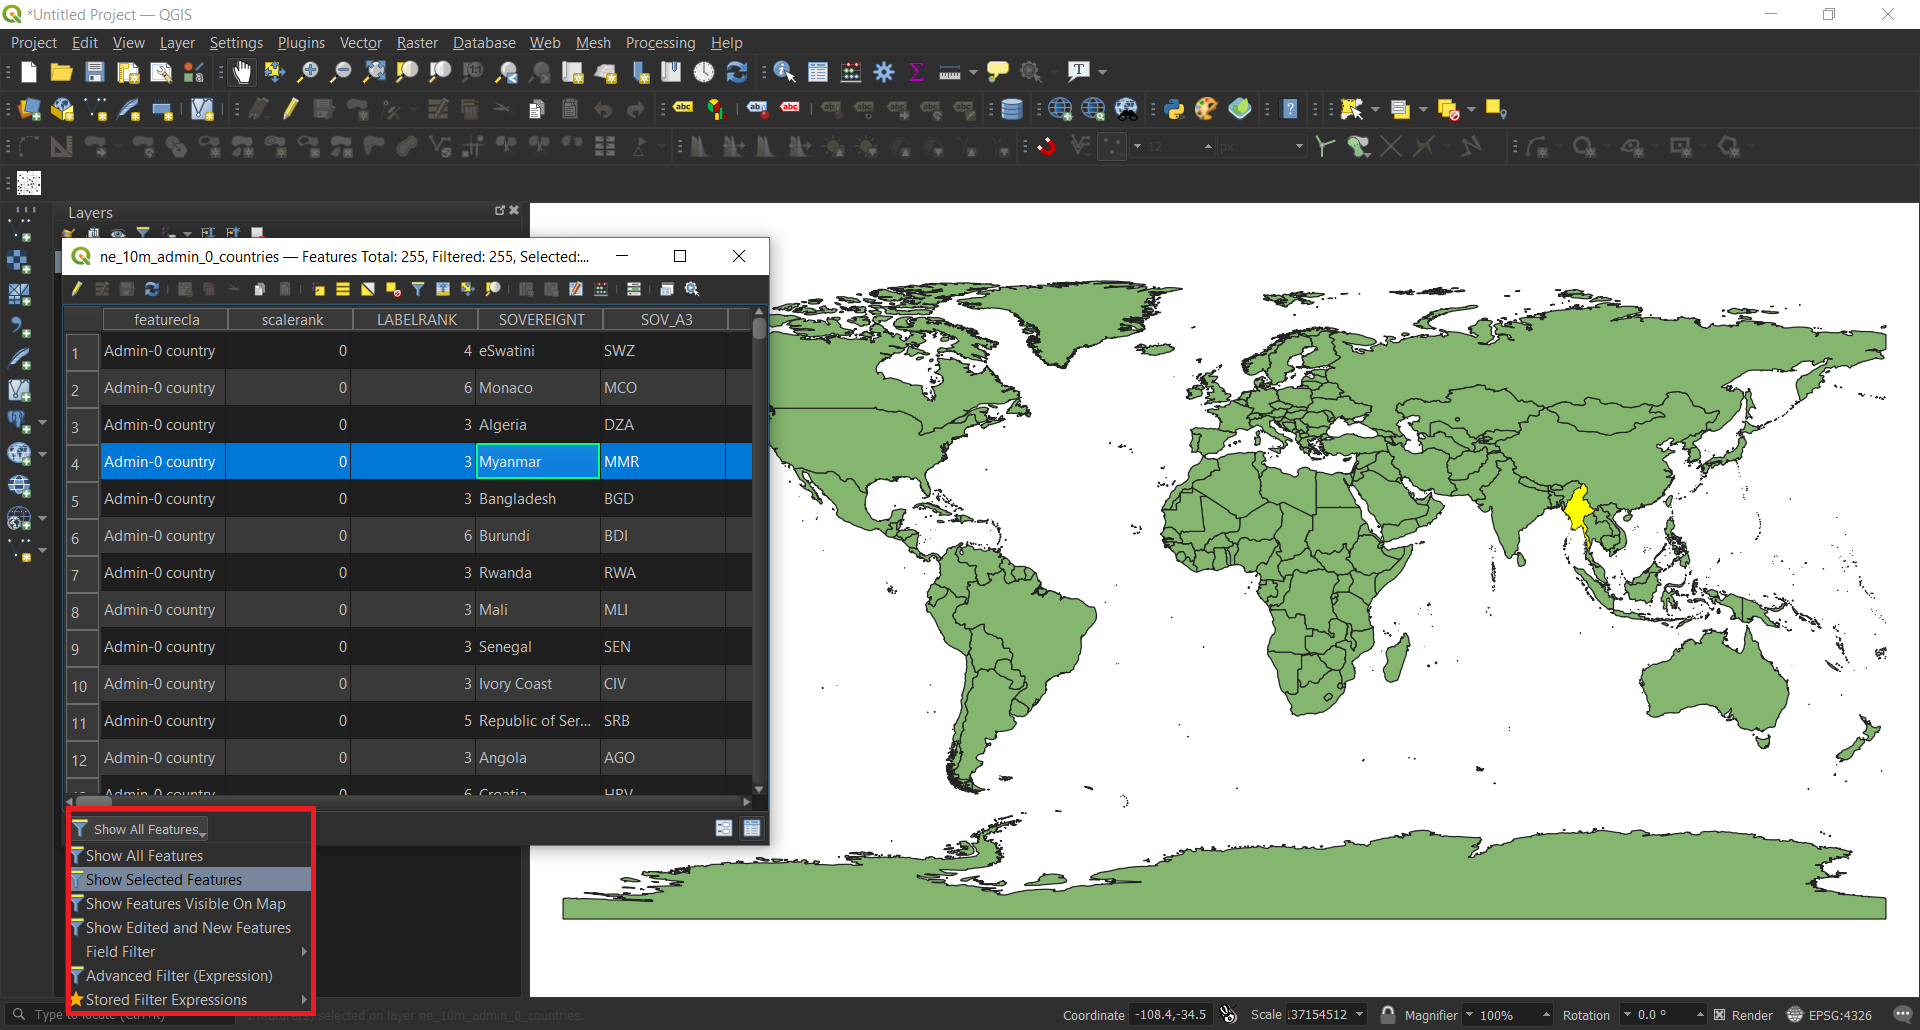 *Untitled Project — QGIS
Project Edit View Layer Settings Plugins Vector Raster Database Web Mesh Processing Help
12 px
Layers
ne_10m_admin_0_countries — Features Total: 255, Filtered: 255, Selected:...
featurecla scalerank LABELRANK SOVEREIGNT SOV_A3
1 Admin-0 country 0 4 eSwatini SWZ
2 Admin-0 country 0 6 Monaco MCO
3 Admin-0 country 0 3 Algeria DZA
4 Admin-0 country 0 3 Myanmar MMR
5 Admin-0 country 0 3 Bangladesh BGD
6 Admin-0 country 0 6 Burundi BDI
7 Admin-0 country 0 3 Rwanda RWA
8 Admin-0 country 0 3 Mali MLI
9 Admin-0 country 0 3 Senegal SEN
10 Admin-0 country 0 3 Ivory Coast CIV
11 Admin-0 country 0 5 Republic of Ser... SRB
12 Admin-0 country 0 3 Angola AGO
Admin-0 country 0 6 Croatia HRV
Show All Features
Show All Features
Show Selected Features
Show Features Visible On Map
Show Edited and New Features
Field Filter
Advanced Filter (Expression)
Stored Filter Expressions
Type to locate (Ctrl+K) selected on layer ne_10m_admin_0_countries. Coordinate -108.4,-34.5 Scale :37154512 Magnifier 100% Rotation 0.0 ° Render EPSG:4326